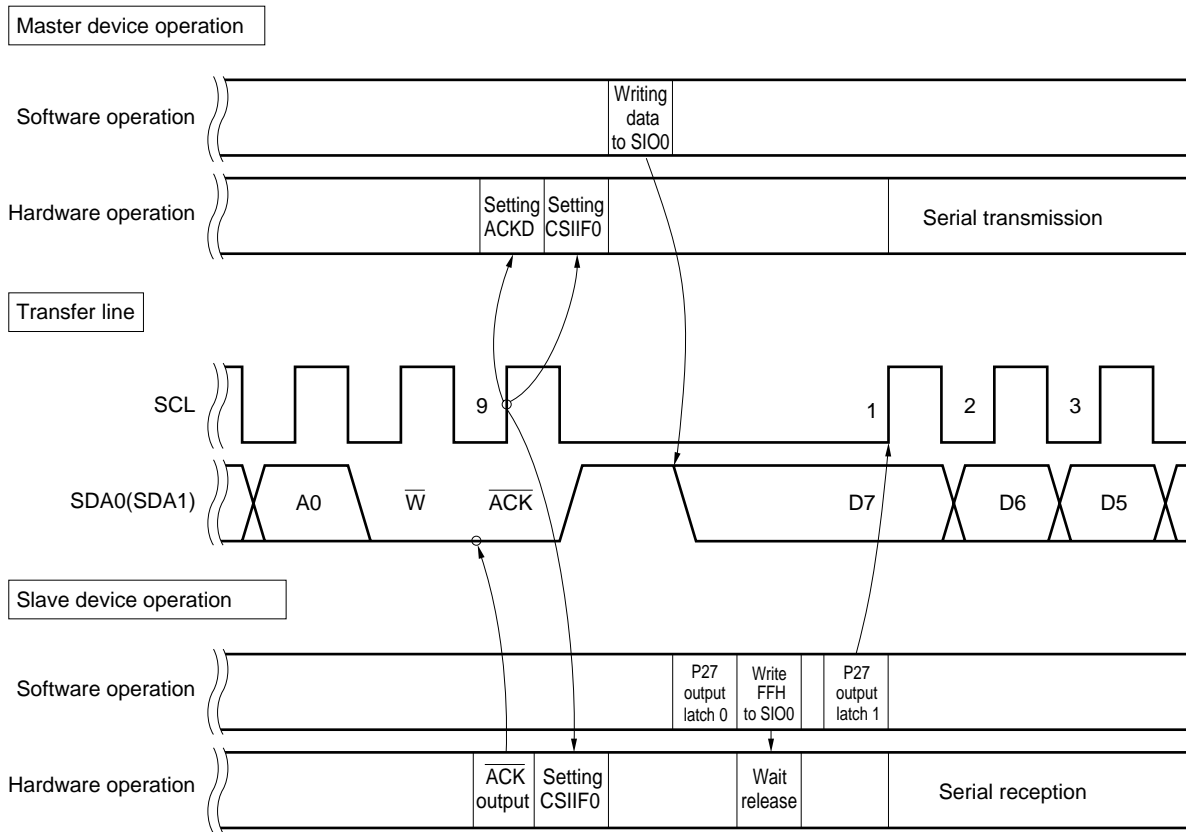 Master device operation
Software operation
Writing
data
to SIO0
Hardware operation
Setting
ACKD
Setting
CSIIF0
Serial transmission
Transfer line
SCL
9
1
2
3
SDA0(SDA1)
A0
W
ACK
D7
D6
D5
Slave device operation
Software operation
P27
output
latch 0
Write
FFH
to SIO0
P27
output
latch 1
Hardware operation
ACK
output
Setting
CSIIF0
Wait
release
Serial reception